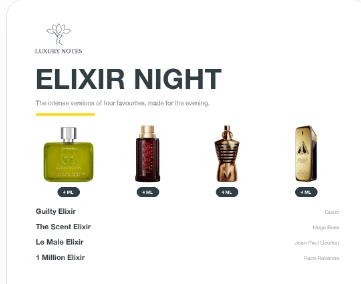 LUXURY NOTES
ELIXIR NIGHT
The intense versions of four favourites, made for the evening.
4 ML 4 ML 4 ML 4 ML
Guilty Elixir Gucci
The Scent Elixir Hugo Boss
Le Male Elixir Jean Paul Gaultier
1 Million Elixir Paco Rabanne